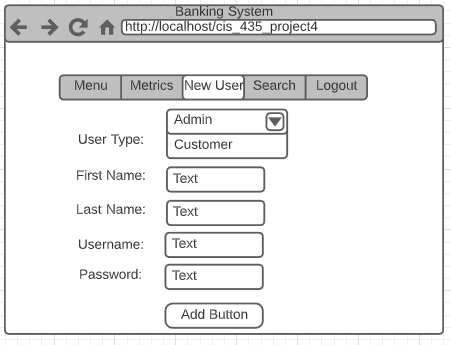 Banking System
http://localhost/cis_435_project4
Menu Metrics New User Search Logout
Admin
User Type:
Customer
First Name: Text
Last Name: Text
Username: Text
Password: Text
Add Button